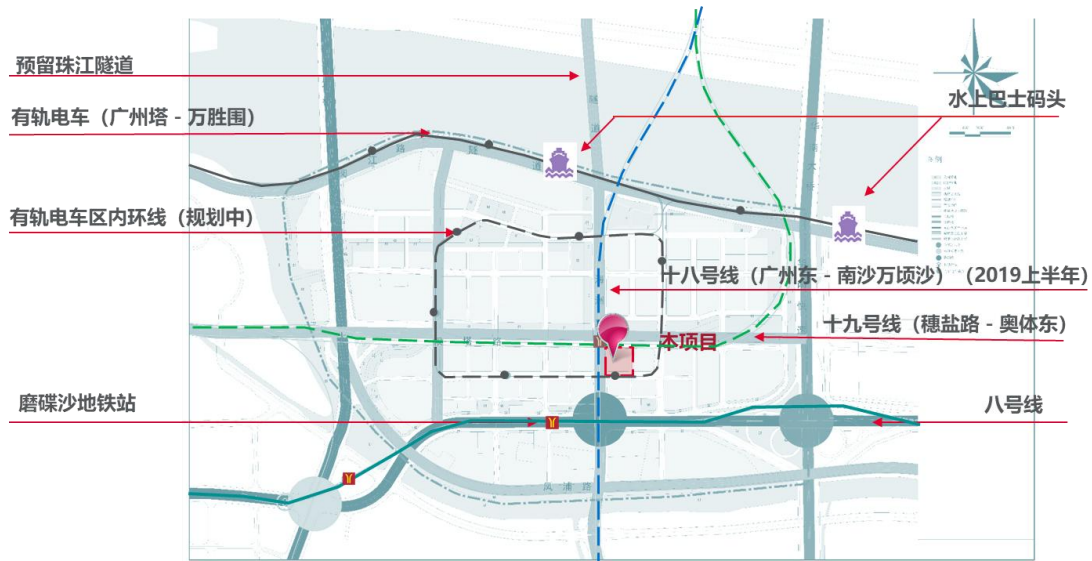 预留珠江隧道
水上巴士码头
有轨电车（广州塔 - 万胜围）
有轨电车区内环线（规划中）
十八号线（广州东 - 南沙万顷沙）（2019上半年）
十九号线（穗盐路 - 奥体东）
本项目
磨碟沙地铁站
八号线